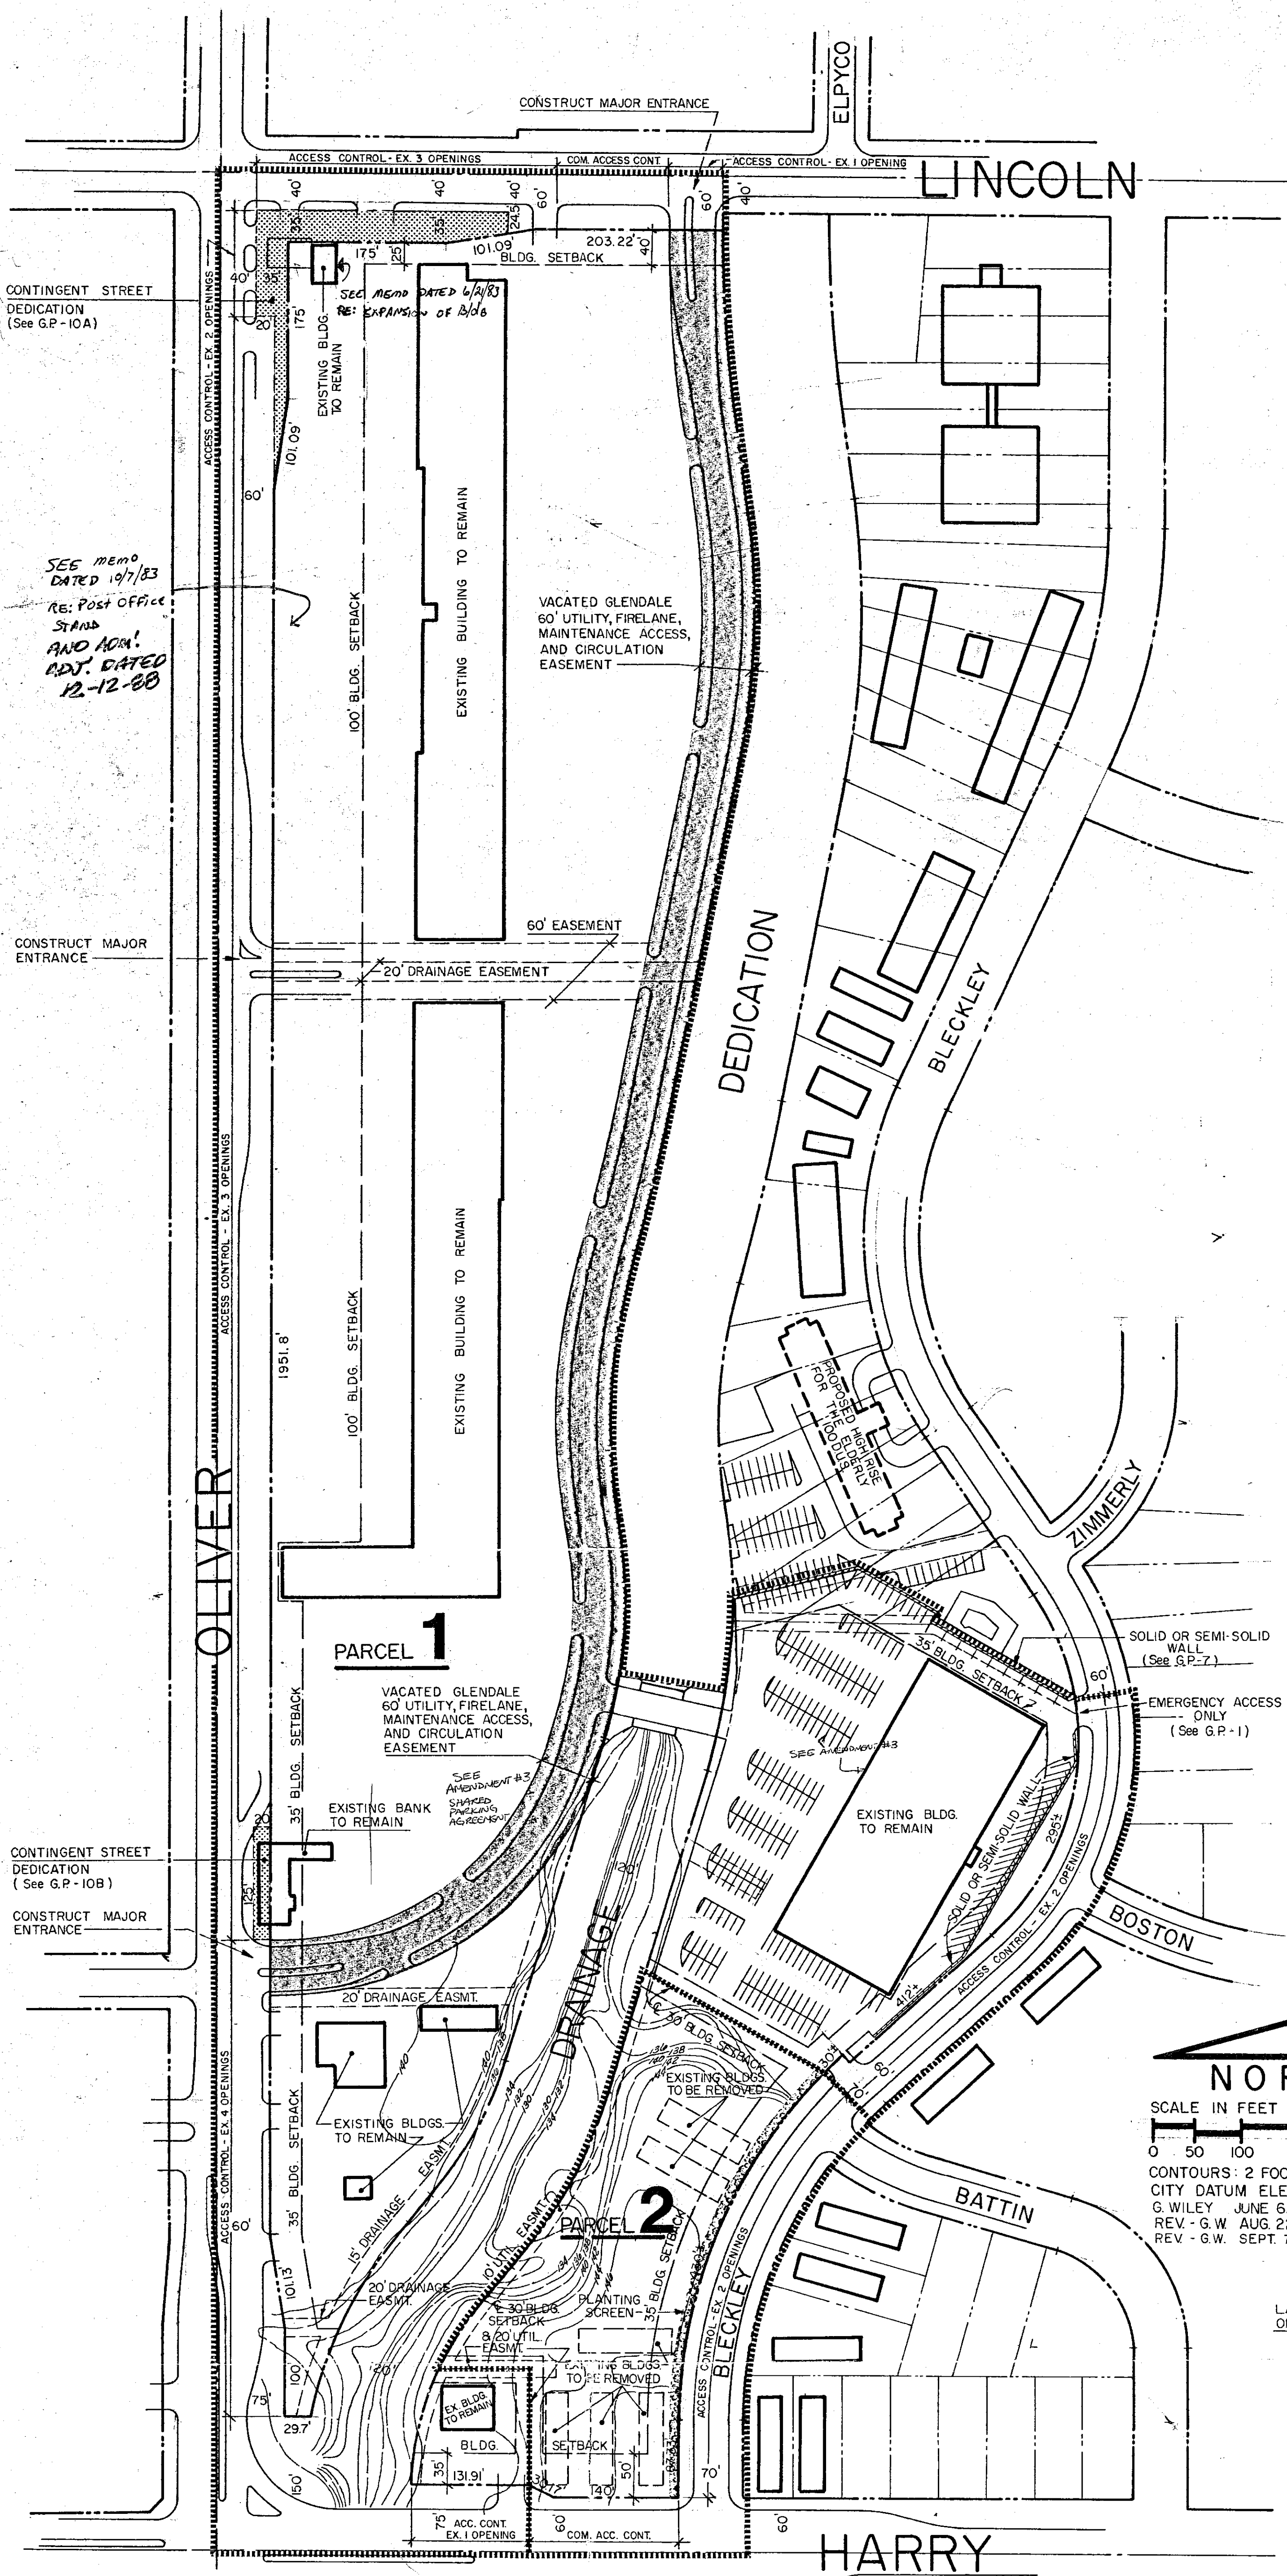 ELPYCO
CONSTRUCT MAJOR ENTRANCE
ACCESS CONTROL - EX. 3 OPENINGS
COM. ACCESS CONT.
ACCESS CONTROL - EX. 1 OPENING
LINCOLN
40'
40'
40'
60'
60'
40'
35'
35'
24.5'
175'
25'
101.09'
203.22'
40'
BLDG. SETBACK
CONTINGENT STREET
DEDICATION
(See G.P. - 10A)
40'
35'
20'
175'
SEE MEMO DATED 6/21/83
RE: EXPANSION OF Bldg
EXISTING BLDG.
TO REMAIN
ACCESS CONTROL - EX. 2 OPENINGS
101.09'
60'
SEE memo
DATED 10/7/83
RE: Post Office
STAND
AND ADM!
ADJ. DATED
12-12-88
100' BLDG. SETBACK
EXISTING BUILDING TO REMAIN
VACATED GLENDALE
60' UTILITY, FIRELANE,
MAINTENANCE ACCESS,
AND CIRCULATION
EASEMENT
60' EASEMENT
CONSTRUCT MAJOR
ENTRANCE
20' DRAINAGE EASEMENT
DEDICATION
BLECKLEY
ACCESS CONTROL - EX. 3 OPENINGS
1951.8'
100' BLDG. SETBACK
EXISTING BUILDING TO REMAIN
PROPOSED HIGH RISE
FOR THE ELDERLY
100 D.U.S.
OLIVER
ZIMMERLY
PARCEL 1
SOLID OR SEMI-SOLID
WALL
(See G.P.-7)
35' BLDG. SETBACK
60'
EMERGENCY ACCESS
ONLY
(See G.P. - 1)
VACATED GLENDALE
60' UTILITY, FIRELANE,
MAINTENANCE ACCESS,
AND CIRCULATION
EASEMENT
SEE AMENDMENT #3
SEE
AMENDMENT #3
SHARED
PARKING
AGREEMENT
35' BLDG. SETBACK
EXISTING BANK
TO REMAIN
20'
EXISTING BLDG.
TO REMAIN
SOLID OR SEMI-SOLID WALL
295'±
CONTINGENT STREET
DEDICATION
( See G.P. - 10B )
125'
120'
CONSTRUCT MAJOR
ENTRANCE
BOSTON
ACCESS CONTROL - EX. 2 OPENINGS
412'±
DRAINAGE
20' DRAINAGE EASMT.
30' BLDG. SETBACK
30'±
60'
70'
EXISTING BLDGS.
TO BE REMOVED
NOR
SCALE IN FEET
0 50 100
CONTOURS: 2 FOO
CITY DATUM ELE
G. WILEY JUNE 6
REV. - G.W. AUG. 2
REV. - G.W. SEPT. 7
EXISTING BLDGS.
TO REMAIN
ACCESS CONTROL - EX. 4 OPENINGS
35' BLDG. SETBACK
15' DRAINAGE EASMT.
BATTIN
PARCEL 2
10' UTIL. EASMT.
60'
101.13'
20' DRAINAGE
EASMT.
35' BLDG. SETBACK
PLANTING
SCREEN
30' BLDG.
SETBACK
& 20' UTIL.
EASMT.
ACCESS CONTROL - EX. 2 OPENINGS
BLECKLEY
EXISTING BLDGS.
TO BE REMOVED
100'
120'
75'
29.7'
EX. BLDG.
TO REMAIN
BLDG.
SETBACK
150'
35'
131.91'
50'
140'
70'
75'
ACC. CONT.
EX. 1 OPENING
60'
COM. ACC. CONT.
60'
HARRY